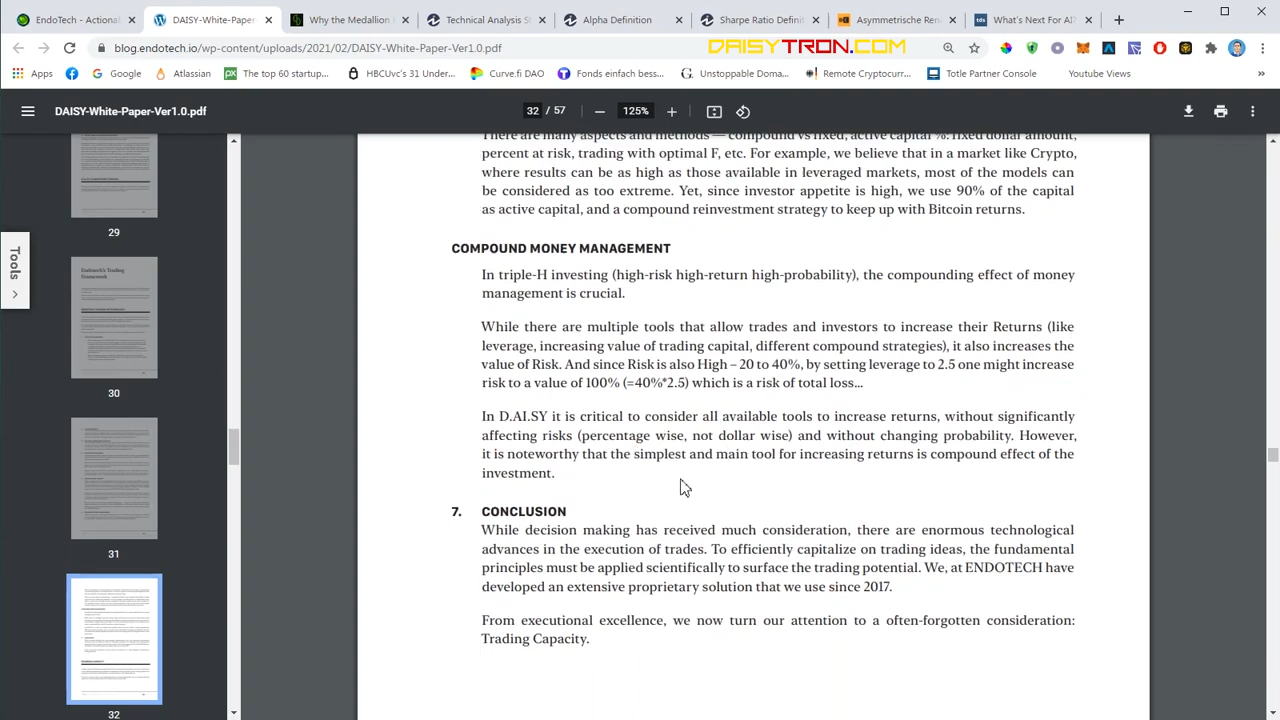 EndoTech - Actional
DAISY-White-Pape
Why the Medallion
Technical Analysis S
Alpha Definition
Sharpe Ratio Defini
Asymmetrische Ren
What's Next For AI?
blog.endotech.io/wp-content/uploads/2021/02/DAISY-White-Paper-Ver1.0.pdf
DAISYTRON.COM
Apps
Google
Atlassian
The top 60 startup...
HBCUvc's 31 Under...
Curve.fi DAO
Fonds einfach bess...
Unstoppable Doma...
Remote Cryptocurr...
Totle Partner Console
Youtube Views
DAISY-White-Paper-Ver1.0.pdf
32 / 57
125%
Tools
29
30
31
32
There are many aspects and methods — compound vs fixed, active capital %. fixed dollar amount,
percent at risk, trading with optimal F, etc. For example, we believe that in a market like Crypto,
where results can be as high as those available in leveraged markets, most of the models can
be considered as too extreme. Yet, since investor appetite is high, we use 90% of the capital
as active capital, and a compound reinvestment strategy to keep up with Bitcoin returns.
COMPOUND MONEY MANAGEMENT
In triper-H investing (high-risk high-return high-probability), the compounding effect of money
management is crucial.
While there are multiple tools that allow trades and investors to increase their Returns (like
leverage, increasing value of trading capital, different compound strategies), it also increases the
value of Risk. And since Risk is also High – 20 to 40%, by setting leverage to 2.5 one might increase
risk to a value of 100% (=40%*2.5) which is a risk of total loss...
In D.AI.SY it is critical to consider all available tools to increase returns, without significantly
affecting risks (percentage wise, not dollar wise) and without changing probability. However,
it is noteworthy that the simplest and main tool for increasing returns is compound effect of the
investment.
7. CONCLUSION
While decision making has received much consideration, there are enormous technological
advances in the execution of trades. To efficiently capitalize on trading ideas, the fundamental
principles must be applied scientifically to surface the trading potential. We, at ENDOTECH have
developed an extensive proprietary solution that we use since 2017.
From executional excellence, we now turn our attention to a often-forgotten consideration:
Trading Capacity.